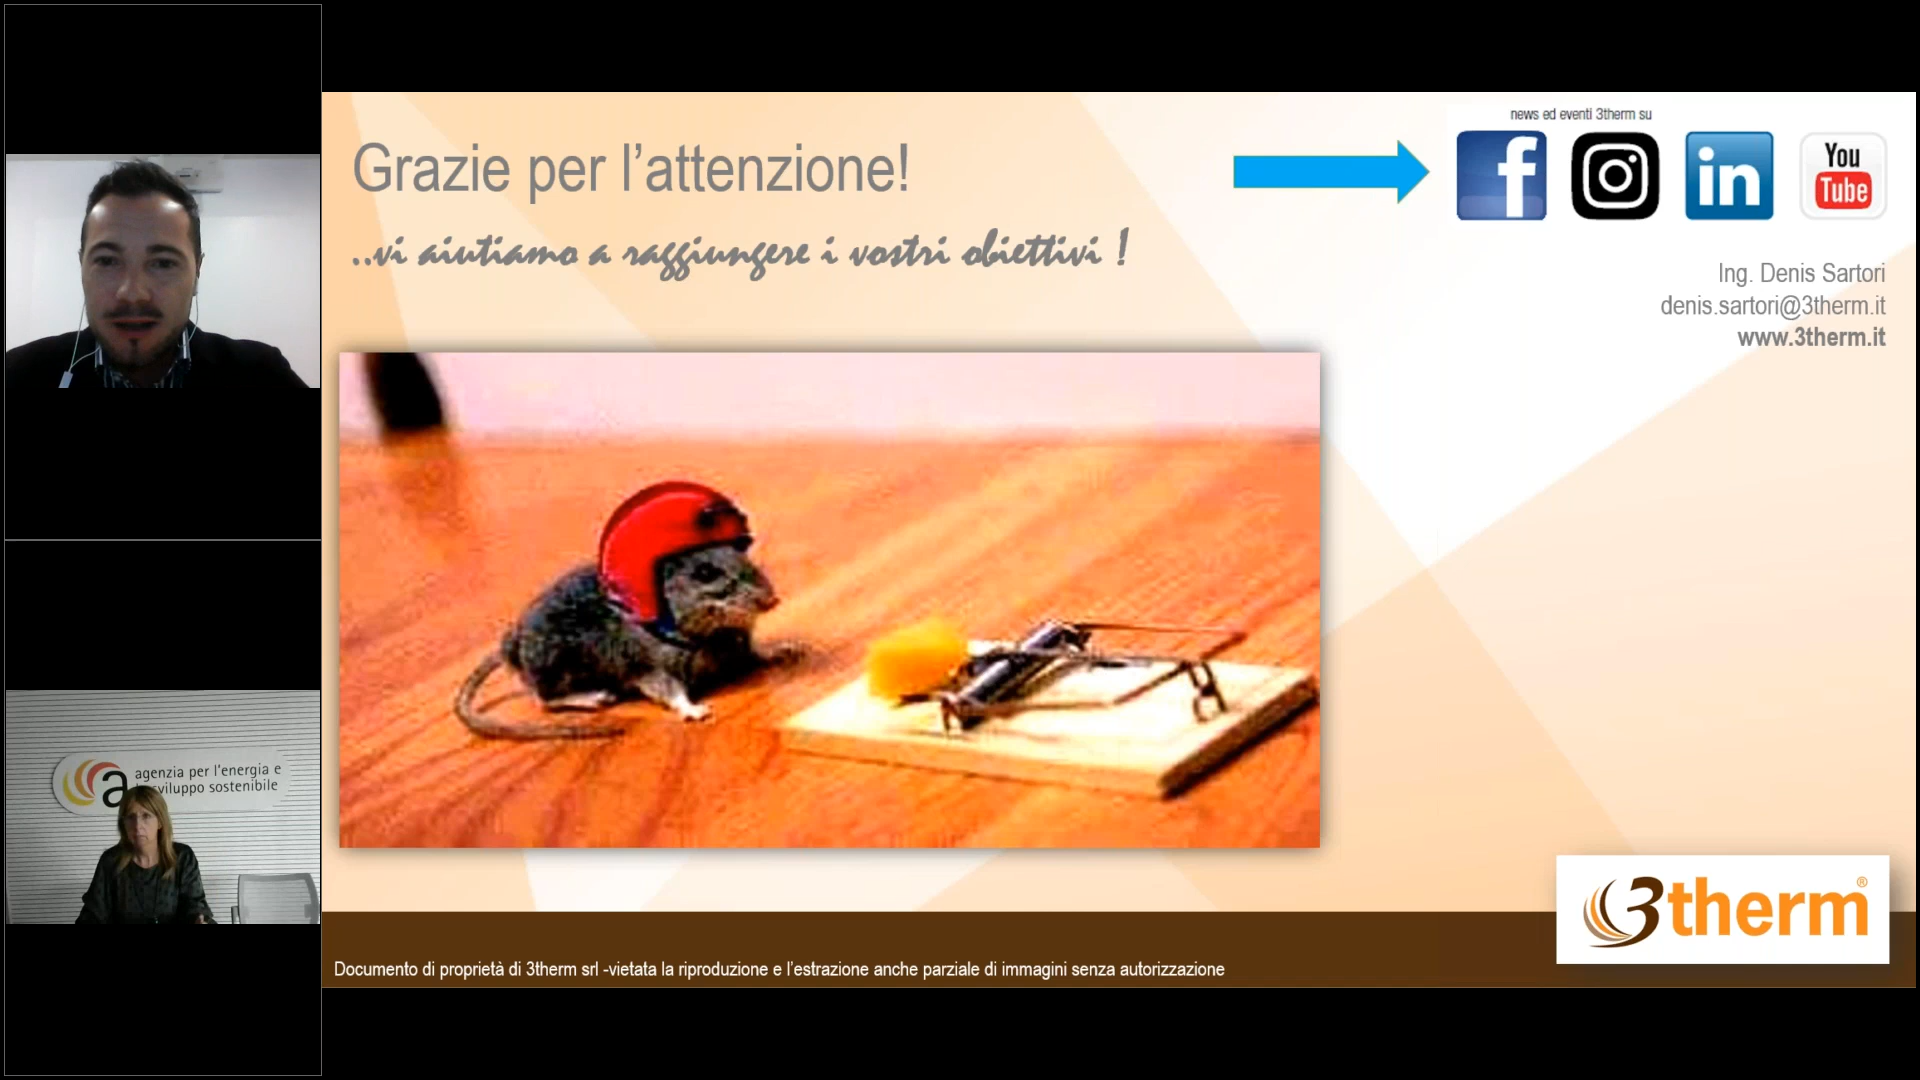 news ed eventi 3therm su
f
in
You
Tube
Grazie per l’attenzione!
..vi aiutiamo a raggiungere i vostri obiettivi !
Ing. Denis Sartori
denis.sartori@3therm.it
www.3therm.it
agenzia per l'energia e
sviluppo sostenibile
a
3therm®
Documento di proprietà di 3therm srl -vietata la riproduzione e l’estrazione anche parziale di immagini senza autorizzazione